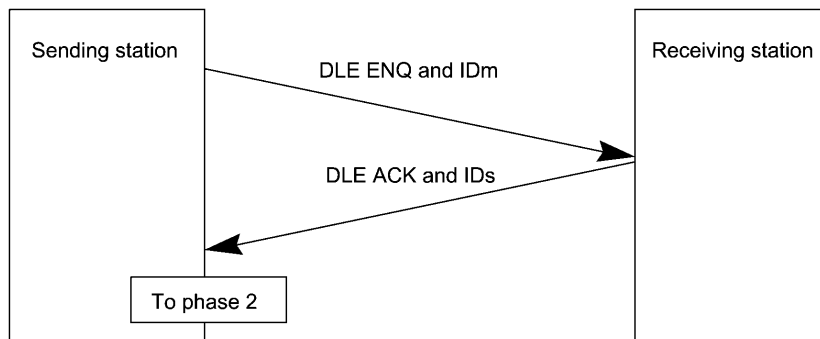 Sending station
Receiving station
DLE ENQ and IDm
DLE ACK and IDs
To phase 2